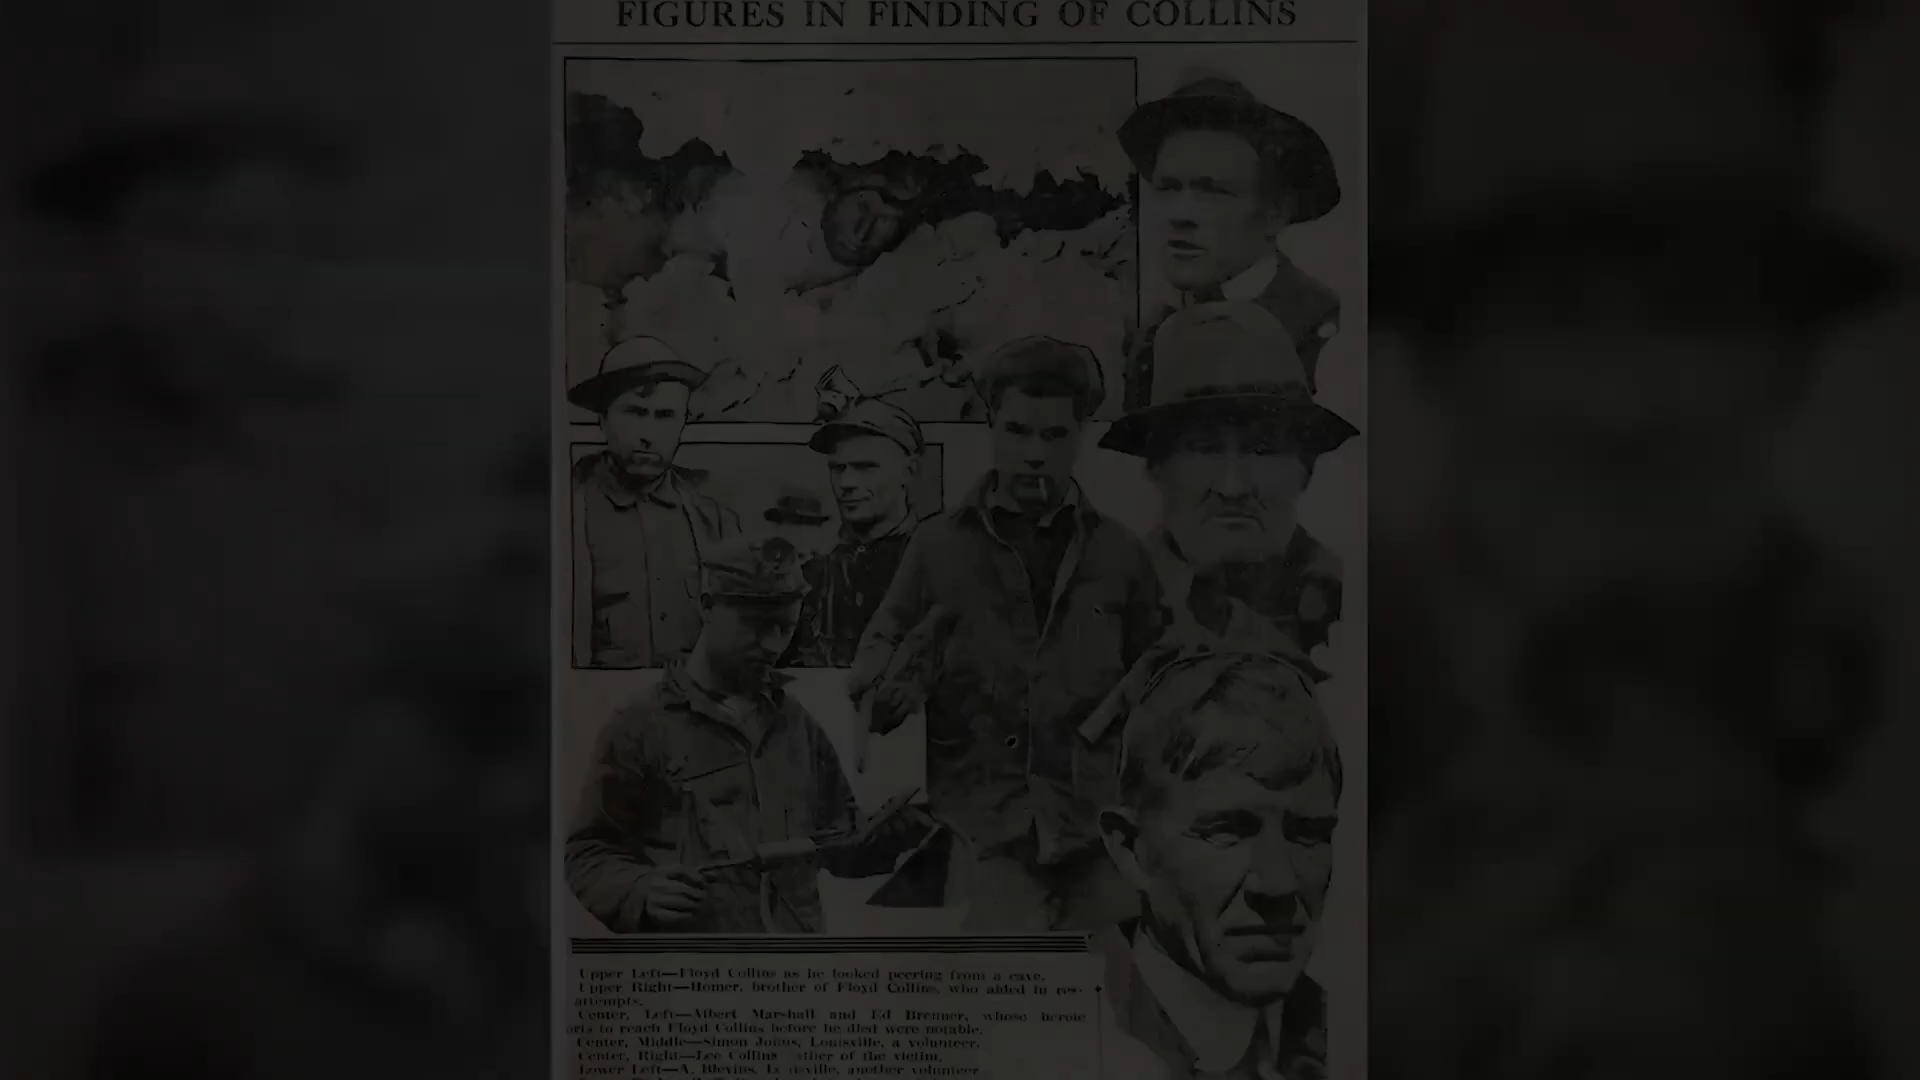 FIGURES IN FINDING OF COLLINS
Upper Left—Floyd Collins as he looked peering from a cave.
Upper Right—Homer, brother of Floyd Collins, who aided in res-
attempts.
Center, Left—Albert Marshall and Ed Brenner, whose heroic
orts to reach Floyd Collins before he died were notable.
Center, Middle—Simon Johns, Louisville, a volunteer.
Center, Right—Lee Collins ather of the victim.
Lower Left—A. Blevins, ville, another volunteer